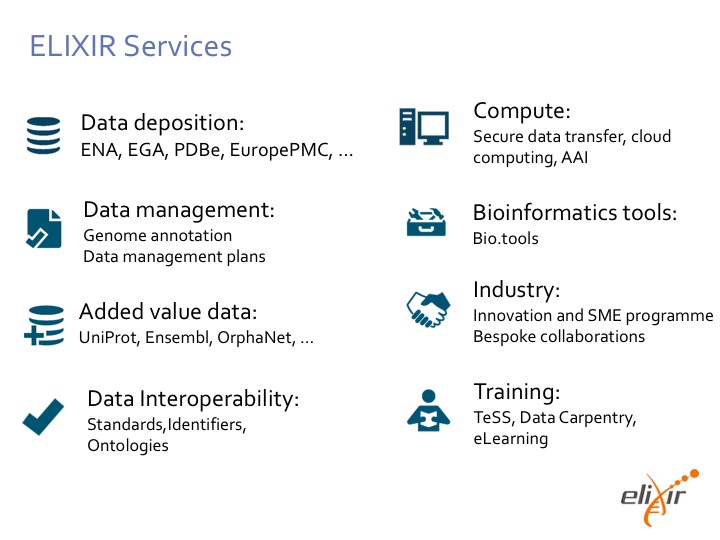 ELIXIR Services
Data deposition:
ENA, EGA, PDBe, EuropePMC, ...
Data management:
Genome annotation
Data management plans
Added value data:
UniProt, Ensembl, OrphaNet, ...
Data Interoperability:
Standards,Identifiers,
Ontologies
Compute:
Secure data transfer, cloud
computing, AAI
Bioinformatics tools:
Bio.tools
Industry:
Innovation and SME programme
Bespoke collaborations
Training:
TeSS, Data Carpentry,
eLearning
elixir